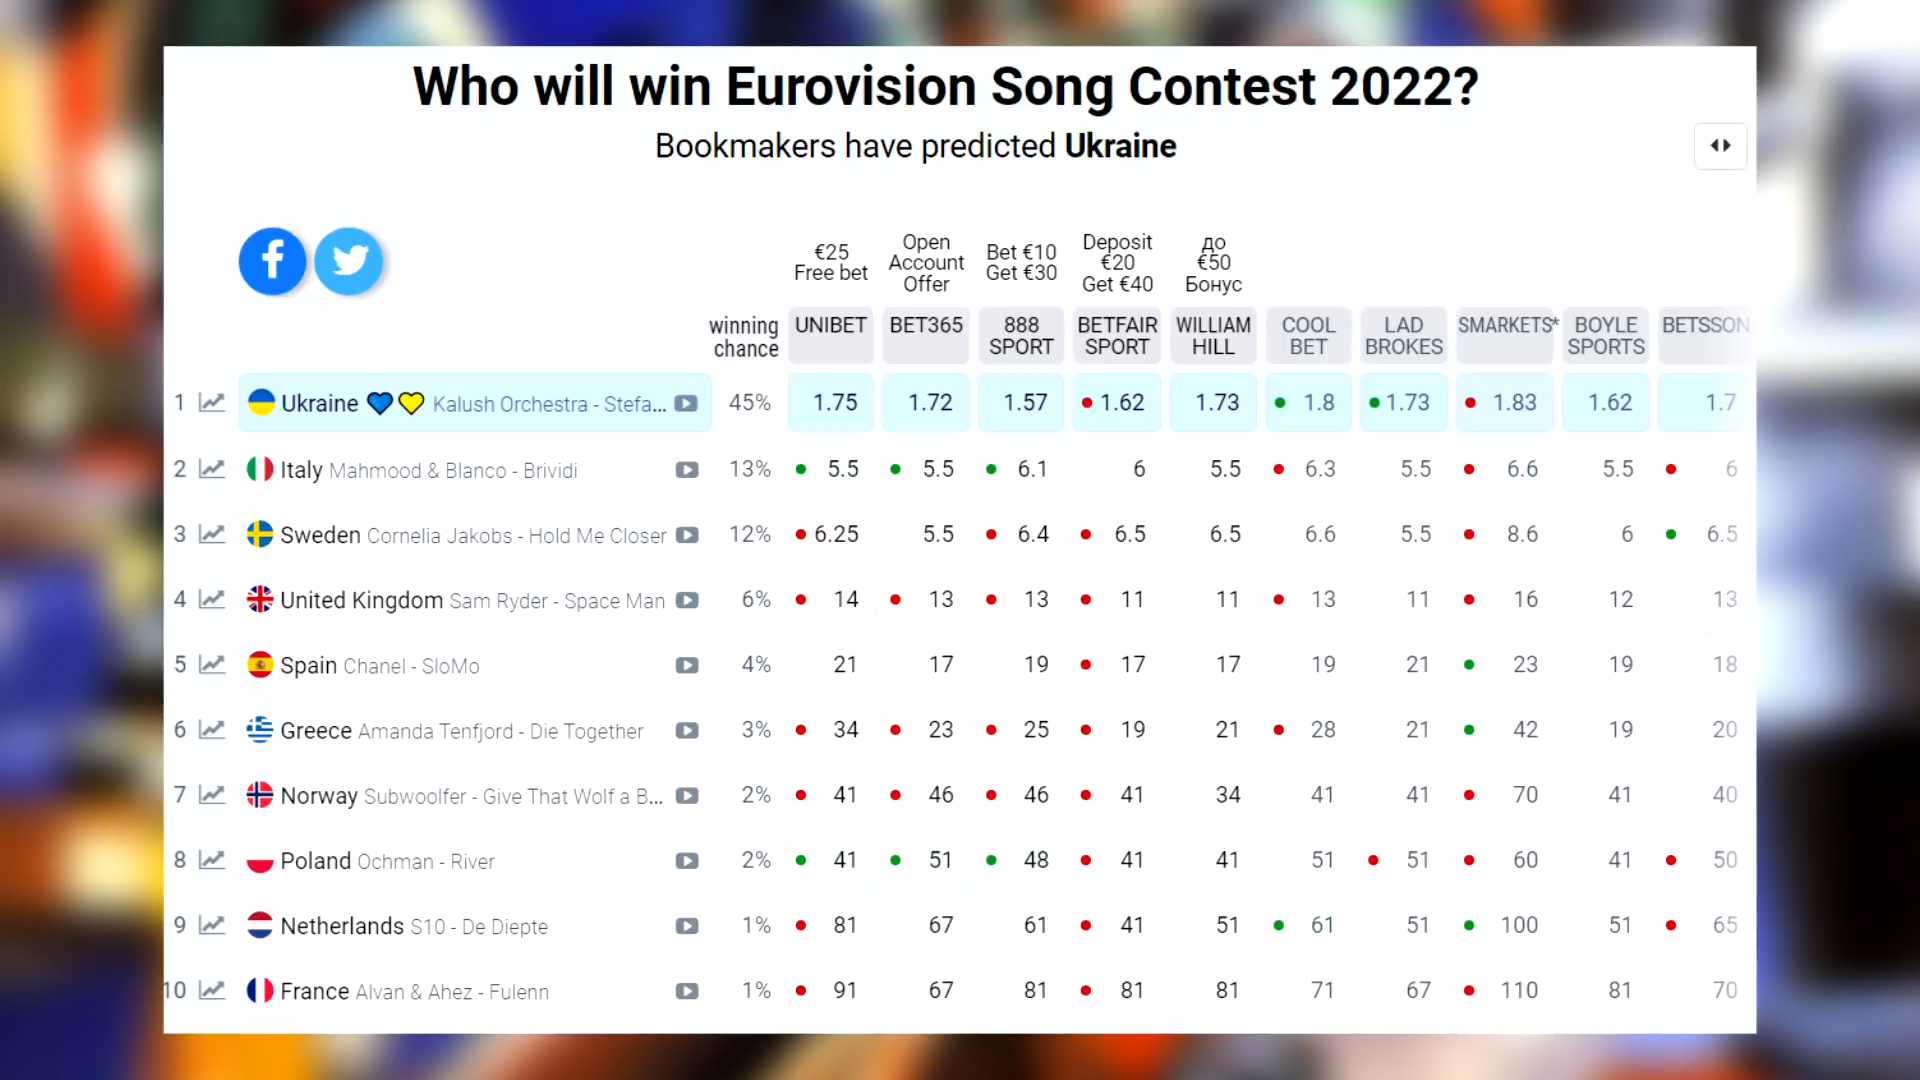 Who will win Eurovision Song Contest 2022?
Bookmakers have predicted Ukraine
€25 Free bet
Open Account Offer
Bet €10 Get €30
Deposit €20 Get €40
до €50 Бонус
winning chance UNIBET BET365 888 SPORT BETFAIR SPORT WILLIAM HILL COOL BET LAD BROKES SMARKETS* BOYLE SPORTS BETSSON
1 Ukraine Kalush Orchestra - Stefa... 45% 1.75 1.72 1.57 1.62 1.73 1.8 1.73 1.83 1.62 1.7
2 Italy Mahmood & Blanco - Brividi 13% 5.5 5.5 6.1 6 5.5 6.3 5.5 6.6 5.5 6
3 Sweden Cornelia Jakobs - Hold Me Closer 12% 6.25 5.5 6.4 6.5 6.5 6.6 5.5 8.6 6 6.5
4 United Kingdom Sam Ryder - Space Man 6% 14 13 13 11 11 13 11 16 12 13
5 Spain Chanel - SloMo 4% 21 17 19 17 17 19 21 23 19 18
6 Greece Amanda Tenfjord - Die Together 3% 34 23 25 19 21 28 21 42 19 20
7 Norway Subwoolfer - Give That Wolf a B... 2% 41 46 46 41 34 41 41 70 41 40
8 Poland Ochman - River 2% 41 51 48 41 41 51 51 60 41 50
9 Netherlands S10 - De Diepte 1% 81 67 61 41 51 61 51 100 51 65
10 France Alvan & Ahez - Fulenn 1% 91 67 81 81 81 71 67 110 81 70